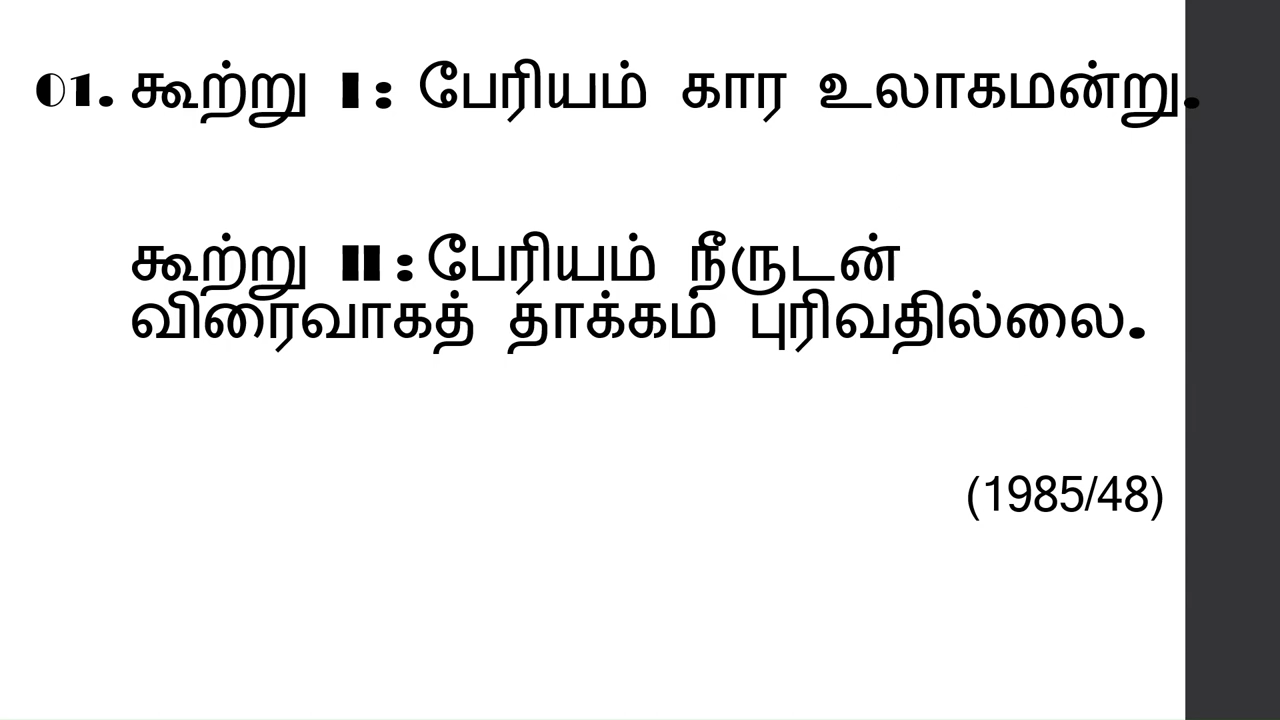 01. கூற்று I : பேரியம் கார உலாகமன்று.
கூற்று II : பேரியம் நீருடன்
விரைவாகத் தாக்கம் புரிவதில்லை.
(1985/48)